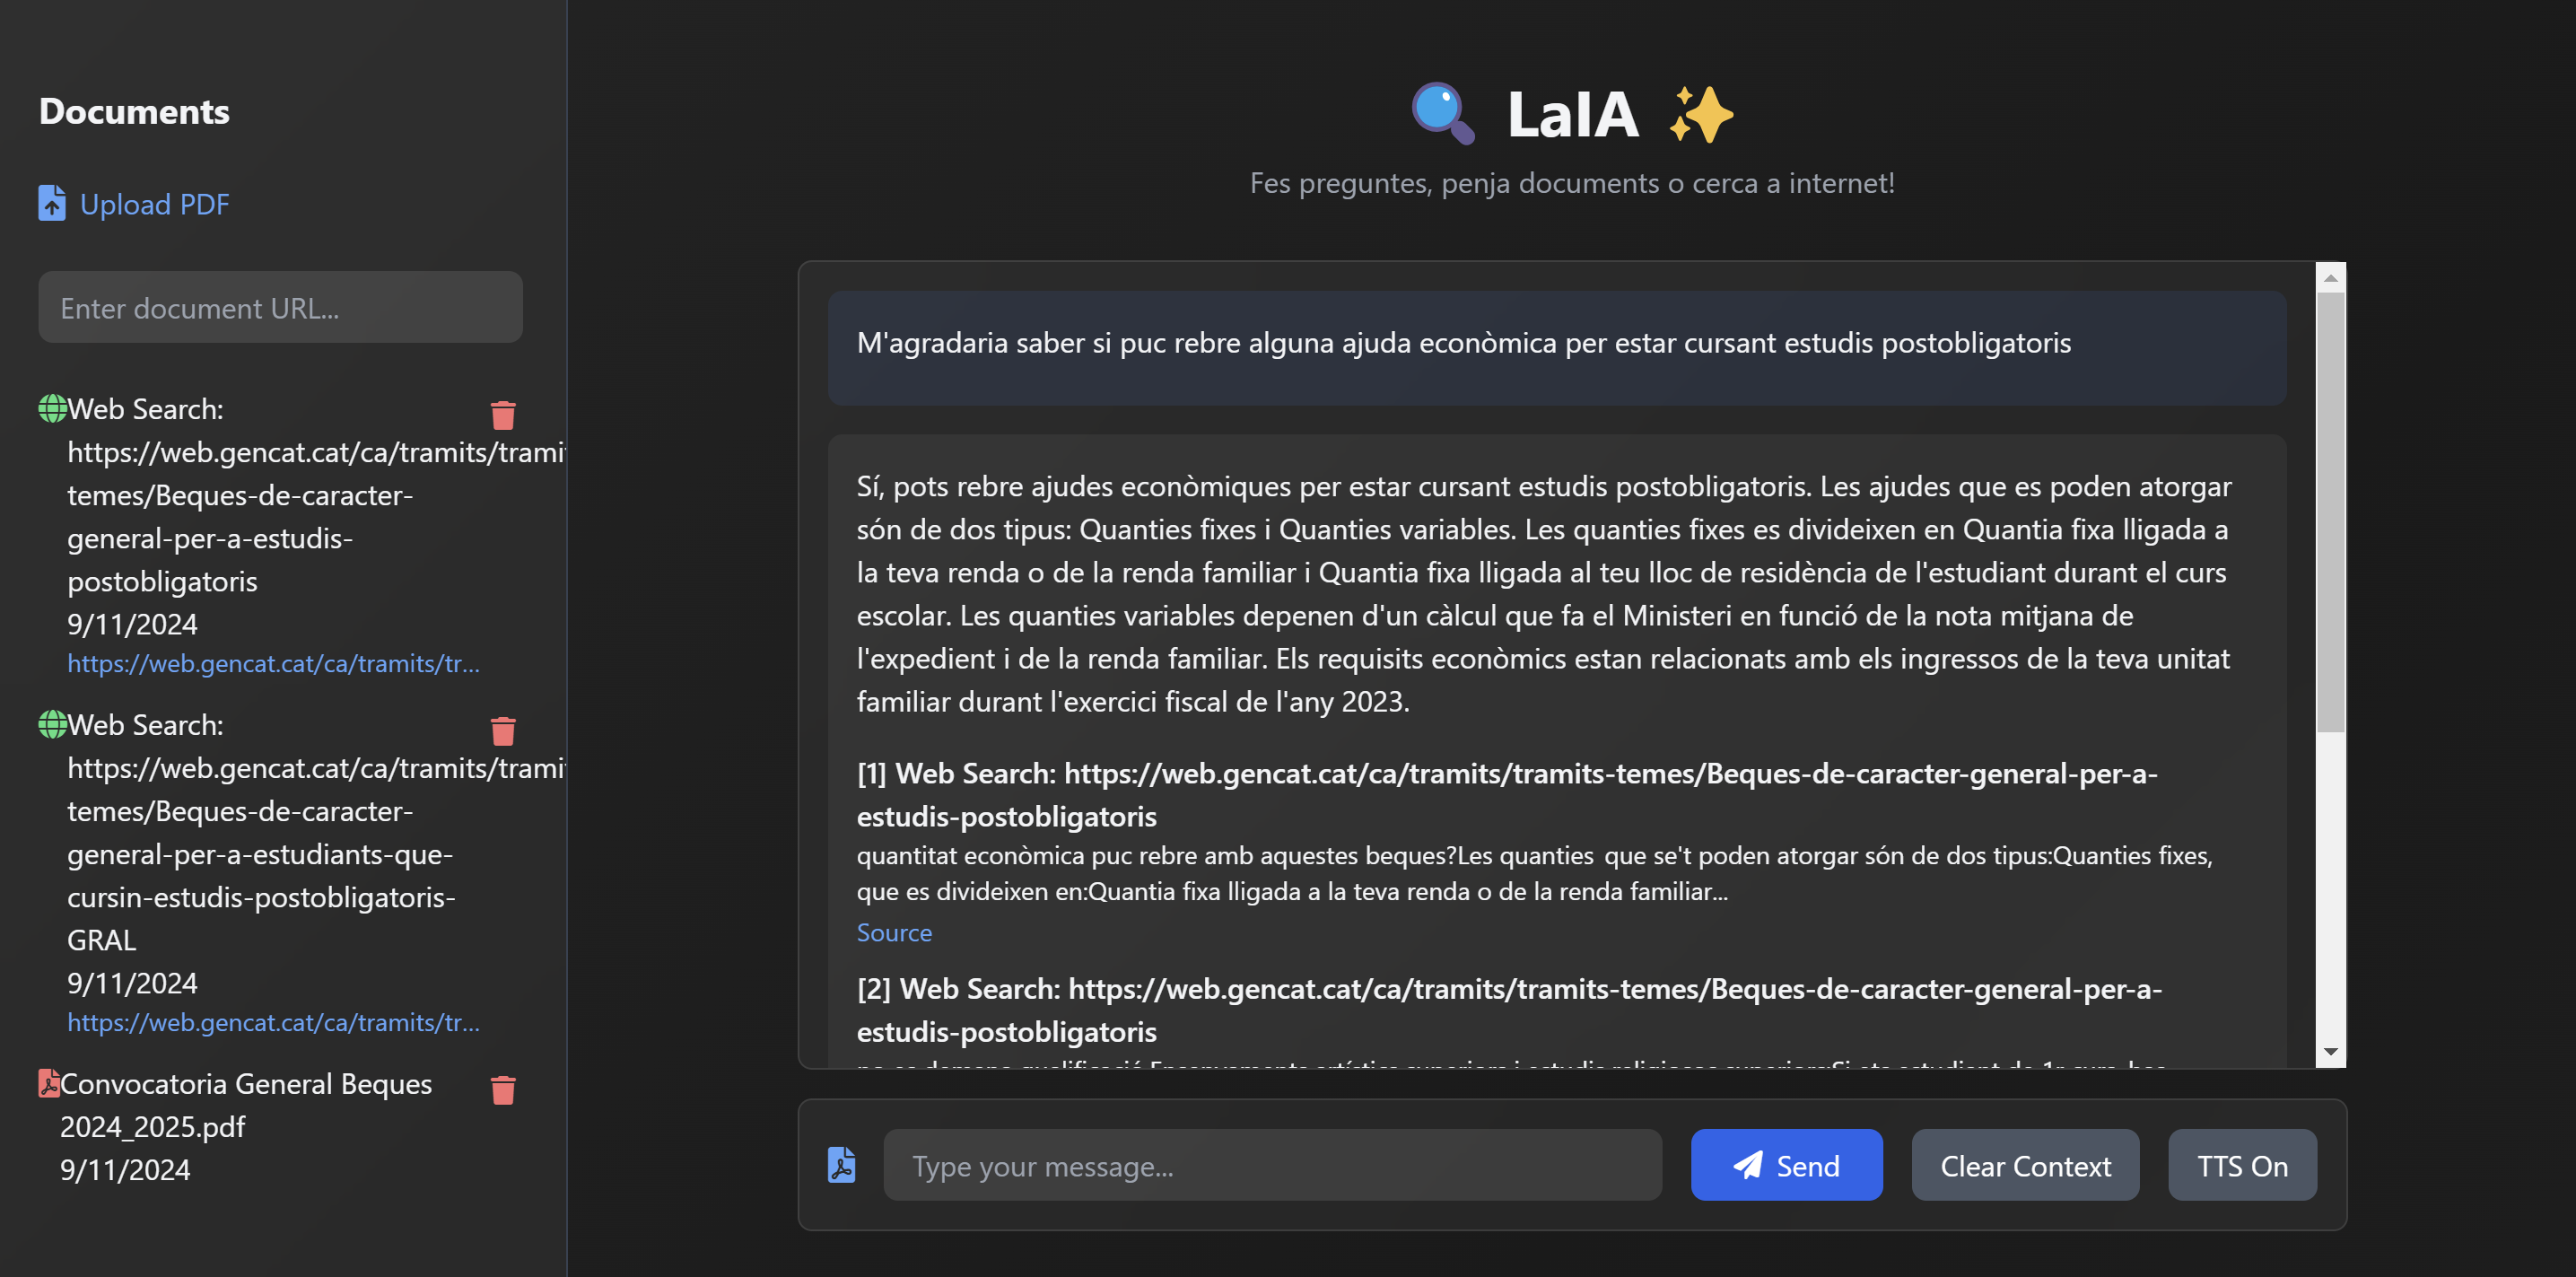 Documents
Upload PDF
Enter document URL...
Web Search:
https://web.gencat.cat/ca/tramits/trami
temes/Beques-de-caracter-
general-per-a-estudis-
postobligatoris
9/11/2024
https://web.gencat.cat/ca/tramits/tr...
Web Search:
https://web.gencat.cat/ca/tramits/trami
temes/Beques-de-caracter-
general-per-a-estudiants-que-
cursin-estudis-postobligatoris-
GRAL
9/11/2024
https://web.gencat.cat/ca/tramits/tr...
Convocatoria General Beques
2024_2025.pdf
9/11/2024
LaIA
Fes preguntes, penja documents o cerca a internet!
M'agradaria saber si puc rebre alguna ajuda econòmica per estar cursant estudis postobligatoris
Sí, pots rebre ajudes econòmiques per estar cursant estudis postobligatoris. Les ajudes que es poden atorgar
són de dos tipus: Quanties fixes i Quanties variables. Les quanties fixes es divideixen en Quantia fixa lligada a
la teva renda o de la renda familiar i Quantia fixa lligada al teu lloc de residència de l'estudiant durant el curs
escolar. Les quanties variables depenen d'un càlcul que fa el Ministeri en funció de la nota mitjana de
l'expedient i de la renda familiar. Els requisits econòmics estan relacionats amb els ingressos de la teva unitat
familiar durant l'exercici fiscal de l'any 2023.
[1] Web Search: https://web.gencat.cat/ca/tramits/tramits-temes/Beques-de-caracter-general-per-a-
estudis-postobligatoris
quantitat econòmica puc rebre amb aquestes beques?Les quanties que se't poden atorgar són de dos tipus:Quanties fixes,
que es divideixen en:Quantia fixa lligada a la teva renda o de la renda familiar...
Source
[2] Web Search: https://web.gencat.cat/ca/tramits/tramits-temes/Beques-de-caracter-general-per-a-
estudis-postobligatoris
Type your message...
Send
Clear Context
TTS On